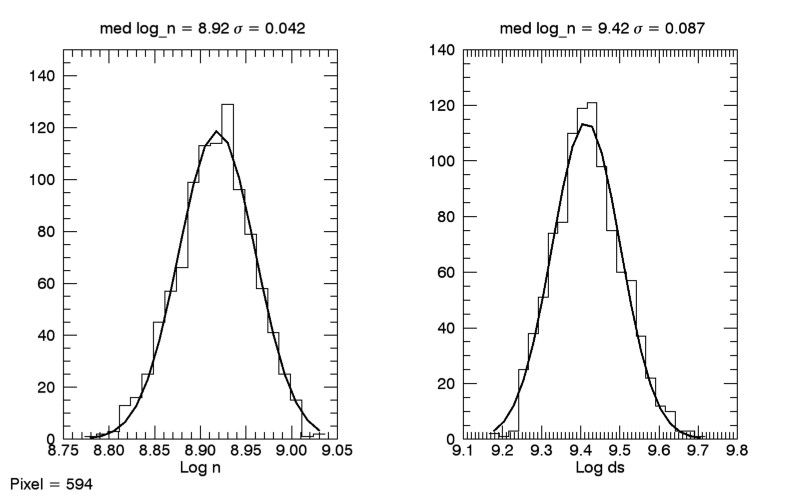 med log_n = 8.92 σ = 0.042
140
120
100
80
60
40
20
0
8.75 8.80 8.85 8.90 8.95 9.00 9.05
Log n
med log_n = 9.42 σ = 0.087
140
120
100
80
60
40
20
0
9.1 9.2 9.3 9.4 9.5 9.6 9.7 9.8
Log ds
Pixel = 594